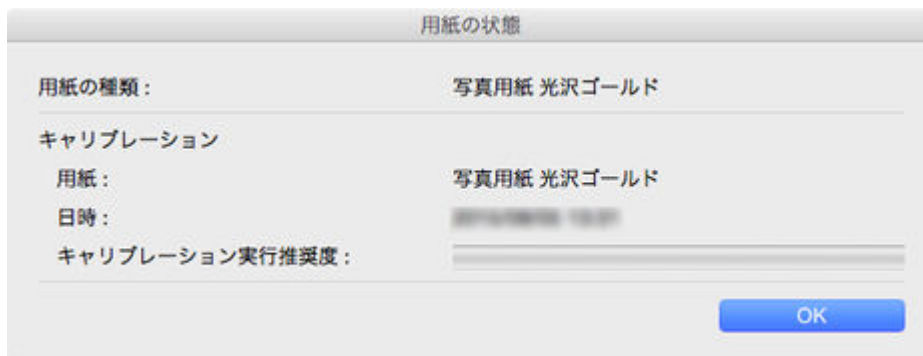 用紙の状態
用紙の種類： 写真用紙 光沢ゴールド
キャリブレーション
用紙： 写真用紙 光沢ゴールド
日時：
キャリブレーション実行推奨度：
OK